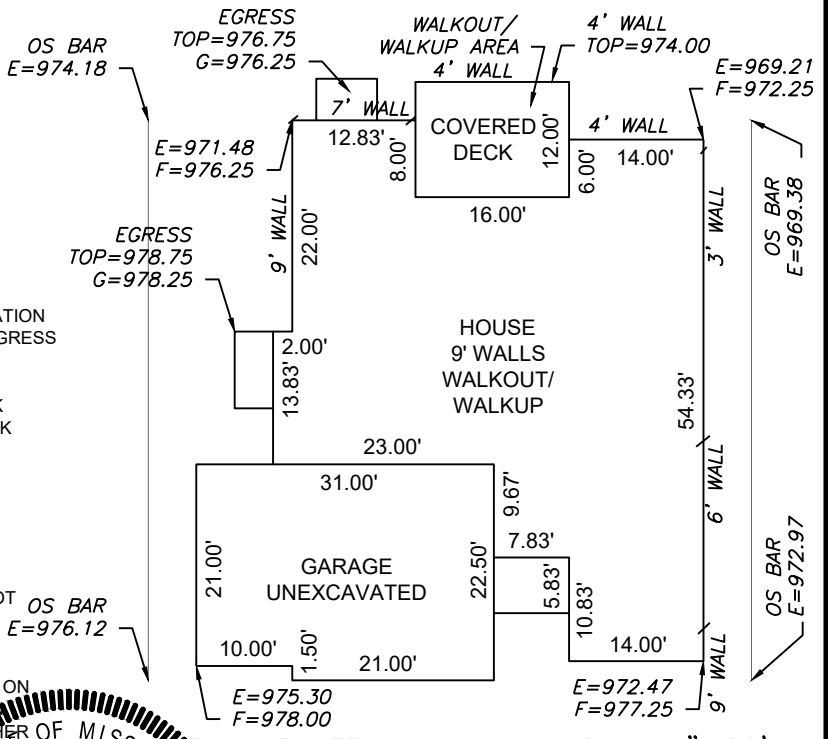 EGRESS
TOP=976.75
G=976.25
WALKOUT/
WALKUP AREA
4' WALL
TOP=974.00
OS BAR
E=974.18
4' WALL
E=969.21
F=972.25
7' WALL
12.83'
COVERED
DECK
12.00'
4' WALL
14.00'
8.00'
6.00'
16.00'
E=971.48
F=976.25
9' WALL
22.00'
3' WALL
OS BAR
E=969.38
EGRESS
TOP=978.75
G=978.25
GRESS
2.00'
13.83'
HOUSE
9' WALLS
WALKOUT/
WALKUP
54.33'
23.00'
31.00'
9.67'
6' WALL
7.83'
21.00'
GARAGE
UNEXCAVATED
22.50'
5.83'
10.83'
OS BAR
E=972.97
OS BAR
E=976.12
10.00'
1.50'
21.00'
14.00'
9' WALL
ON
E=975.30
F=978.00
E=972.47
F=977.25
OF MISS